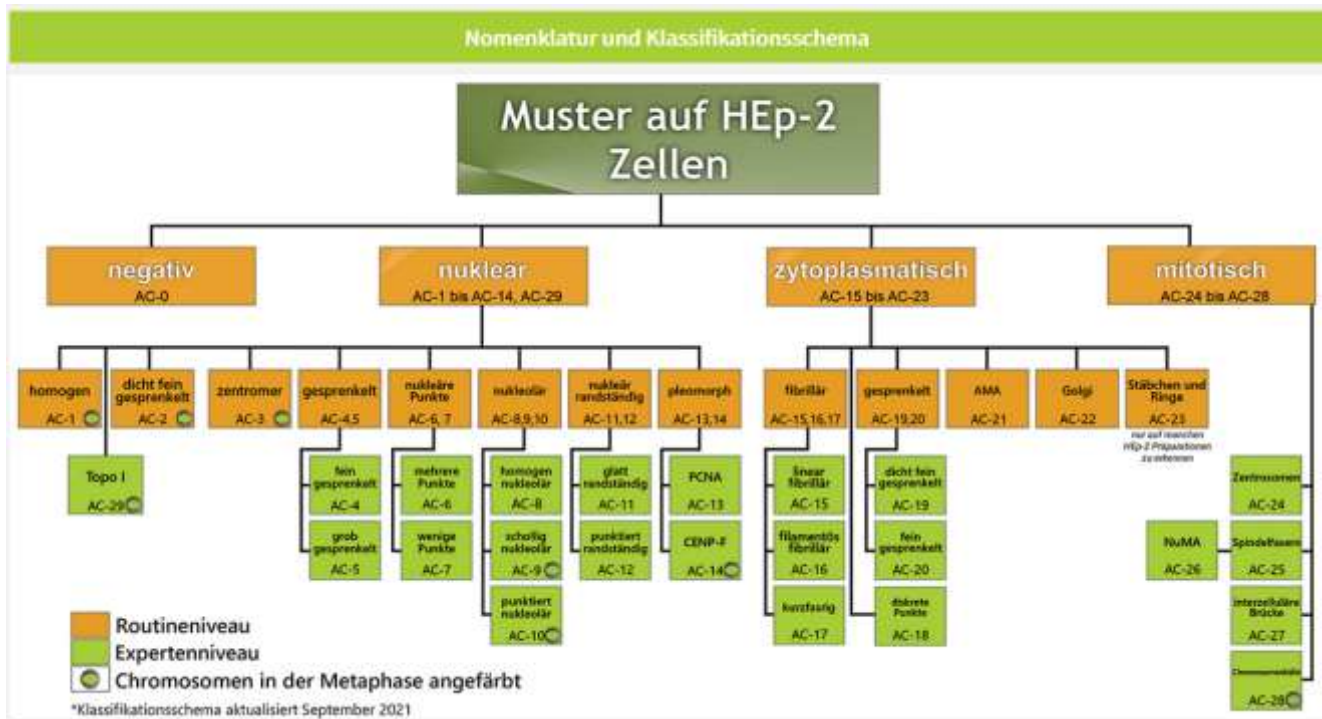 Nomenklatur und Klassifikationsschema
Muster auf HEp-2
Zellen
negativ
AC-0
nukleär
AC-1 bis AC-14, AC-29
zytoplasmatisch
AC-15 bis AC-23
mitotisch
AC-24 bis AC-28
homogen
AC-1
dicht fein
gesprenkelt
AC-2
zentromer
AC-3
gesprenkelt
AC-4,5
nukleäre
Punkte
AC-6, 7
nukleolär
AC-8,9,10
nukleär
randständig
AC-11,12
pleomorph
AC-13,14
fibrillär
AC-15,16,17
gesprenkelt
AC-19,20
AMA
AC-21
Golgi
AC-22
Stäbchen und
Ringe
AC-23
nur auf manchen
HEp-2 Präparationen
zu erkennen
Topo I
AC-29
fein
gesprenkelt
AC-4
grob
gesprenkelt
AC-5
mehrere
Punkte
AC-6
wenige
Punkte
AC-7
homogen
nukleolär
AC-8
schollig
nukleolär
AC-9
punktiert
nukleolär
AC-10
glatt
randständig
AC-11
punktiert
randständig
AC-12
PCNA
AC-13
CENP-F
AC-14
linear
fibrillär
AC-15
filamentös
fibrillär
AC-16
kurzfasrig
AC-17
dicht fein
gesprenkelt
AC-19
fein
gesprenkelt
AC-20
diskrete
Punkte
AC-18
Zentrosomen
AC-24
NuMA
AC-26
Spindelfasern
AC-25
interzelluläre
Brücke
AC-27
AC-28
Routineniveau
Expertenniveau
Chromosomen in der Metaphase angefärbt
*Klassifikationsschema aktualisiert September 2021